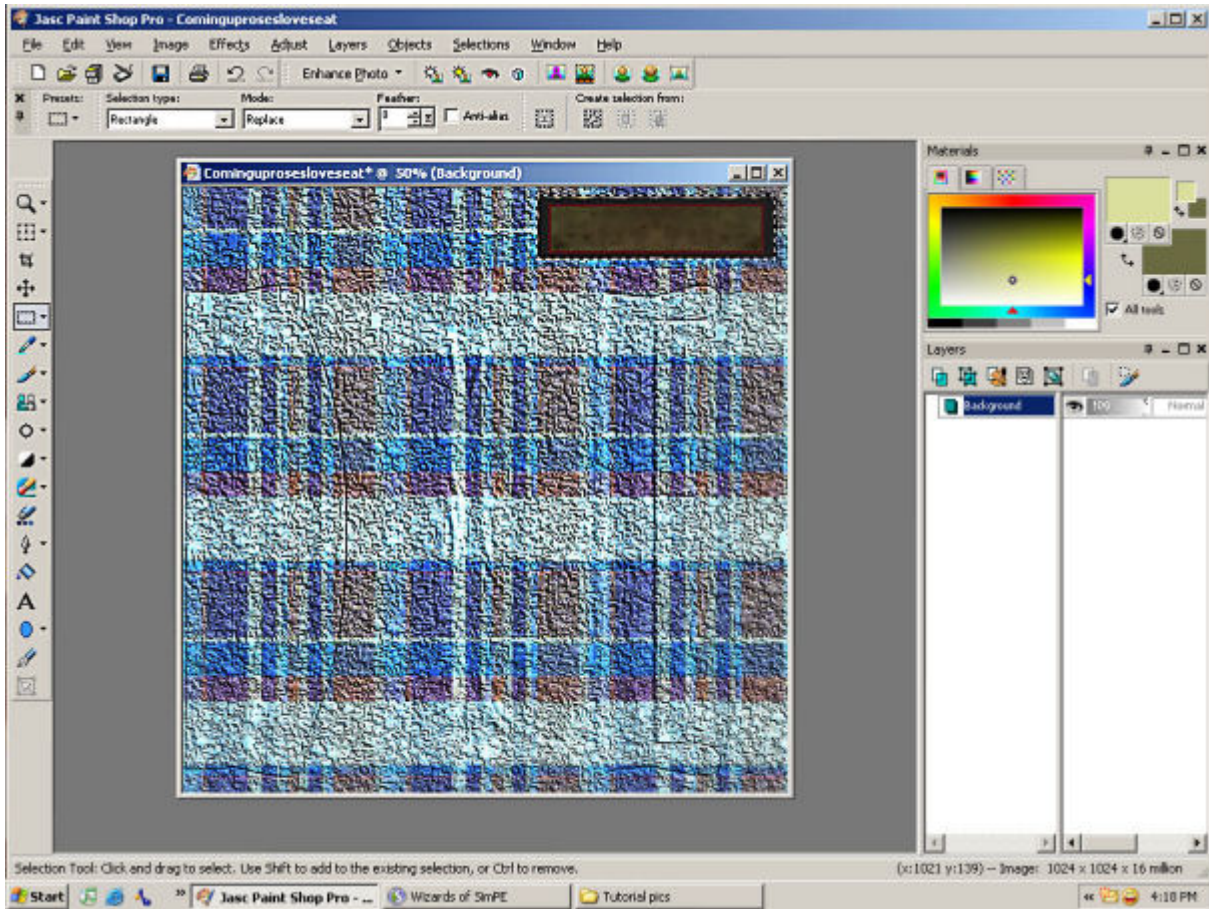 Jasc Paint Shop Pro - Cominguprosesloveseat
File Edit View Image Effects Adjust Layers Objects Selections Window Help
Enhance Photo
Presets: Selection type: Mode: Feather: Create selection from:
Rectangle Replace Anti-alias
Cominguprosesloveseat* @ 50% (Background)
Materials
All tools
Layers
Background 100 Normal
Selection Tool: Click and drag to select. Use Shift to add to the existing selection, or Ctrl to remove.
(x:1021 y:139) -- Image: 1024 x 1024 x 16 million
Start Jasc Paint Shop Pro - ... Wizards of SimPE Tutorial pics 4:18 PM